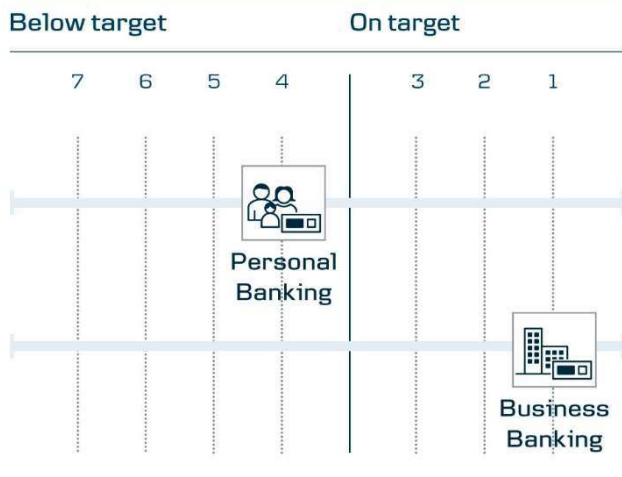 Below target On target
7 6 5 4 3 2 1
Personal
Banking
Business
Banking